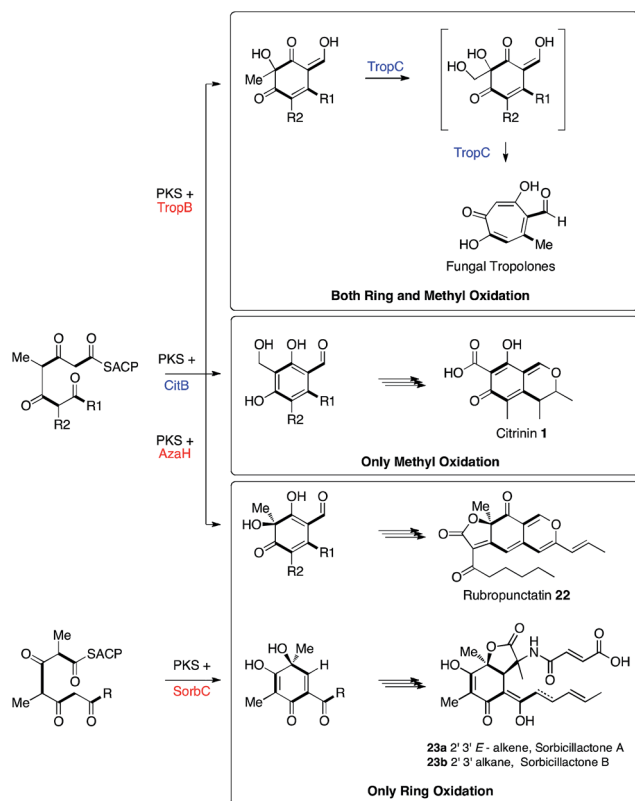 HO
O
OH
Me
O
R1
R2
TropC
HO
O
OH
HO
O
R1
R2
TropC
OH
O
O
H
HO
Me
Fungal Tropolones
Both Ring and Methyl Oxidation
PKS +
TropB
O
O
Me
SACP
O
O
R1
R2
PKS +
CitB
PKS +
AzaH
OH
OH
O
HO
R1
R2
O
OH
HO
O
O
Citrinin 1
Only Methyl Oxidation
Me
OH
O
HO
O
R1
R2
Me
O
O
O
O
O
Rubropunctatin 22
Me
O
SACP
O
Me
R
O
O
PKS +
SorbC
HO
Me
HO
H
Me
R
O
O
O
O
H
N
OH
Me
O
O
HO
Me
Me
O
OH
23a 2' 3' E - alkene, Sorbicillactone A
23b 2' 3' alkane, Sorbicillactone B
Only Ring Oxidation